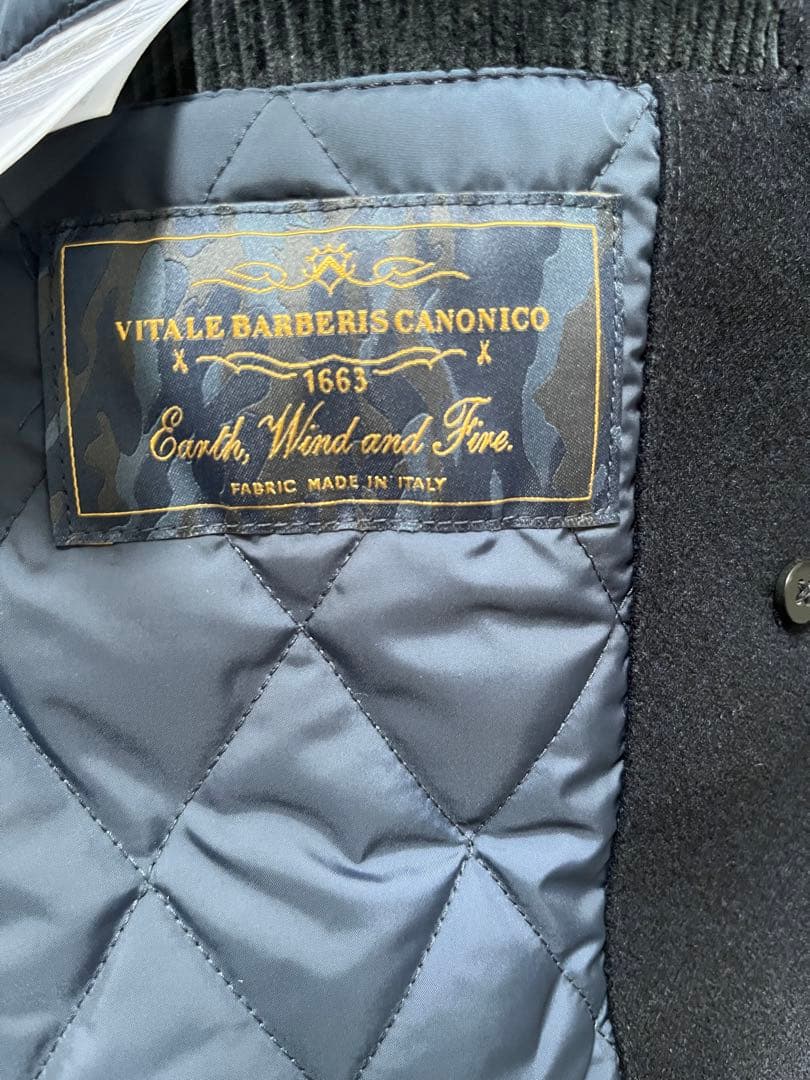 VITALE BARBERIS CANONICO
1663
Earth, Wind and Fire.
FABRIC MADE IN ITALY